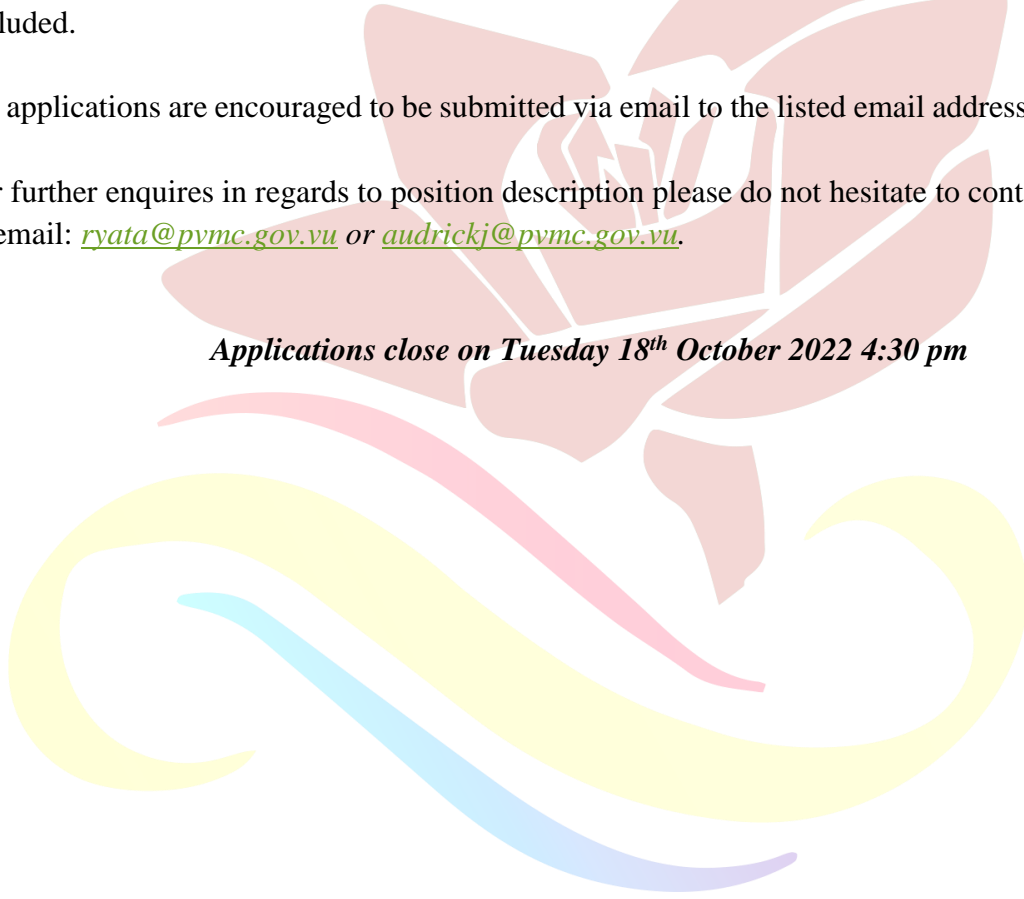 luded.
applications are encouraged to be submitted via email to the listed email address
r further enquires in regards to position description please do not hesitate to cont
email: ryata@pvmc.gov.vu or audrickj@pvmc.gov.vu.
Applications close on Tuesday 18th October 2022 4:30 pm